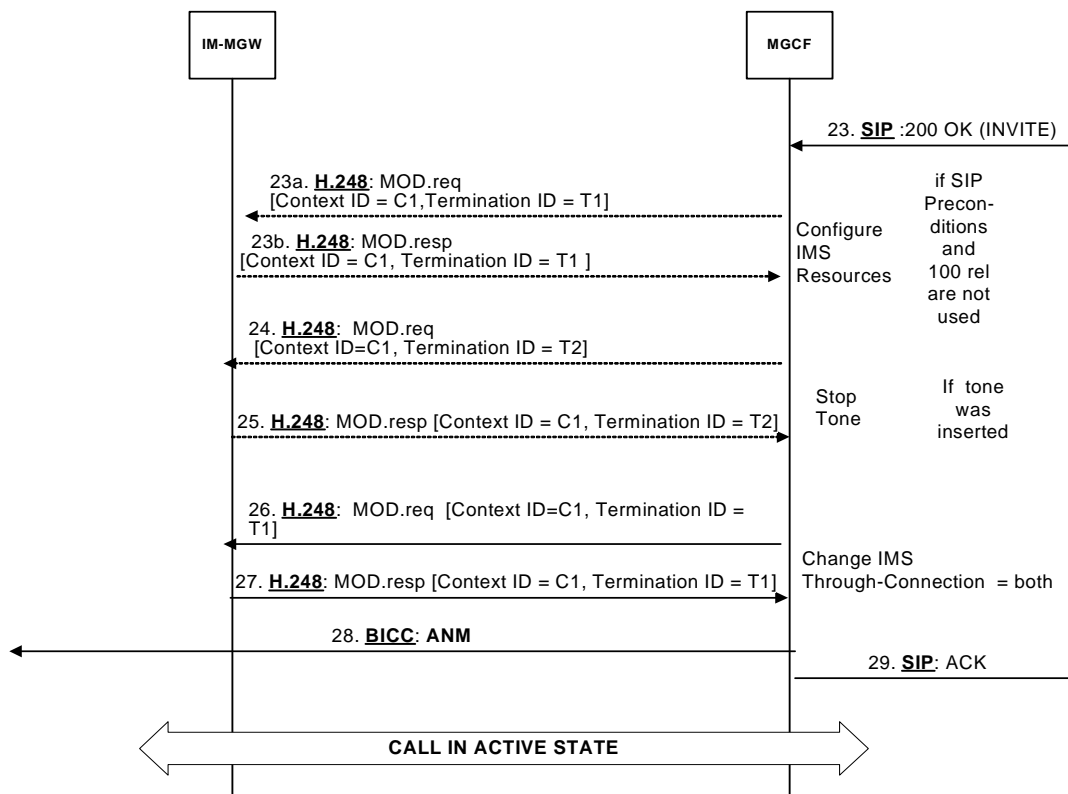 IM-MGW
MGCF
23. SIP :200 OK (INVITE)
23a. H.248: MOD.req
[Context ID = C1,Termination ID = T1]
23b. H.248: MOD.resp
[Context ID = C1, Termination ID = T1 ]
Configure
IMS
Resources
if SIP
Precon-
ditions
and
100 rel
are not
used
24. H.248: MOD.req
[Context ID=C1, Termination ID = T2]
25. H.248: MOD.resp [Context ID = C1, Termination ID = T2]
Stop
Tone
If tone
was
inserted
26. H.248: MOD.req [Context ID=C1, Termination ID =
T1]
27. H.248: MOD.resp [Context ID = C1, Termination ID = T1]
Change IMS
Through-Connection = both
28. BICC: ANM
29. SIP: ACK
CALL IN ACTIVE STATE